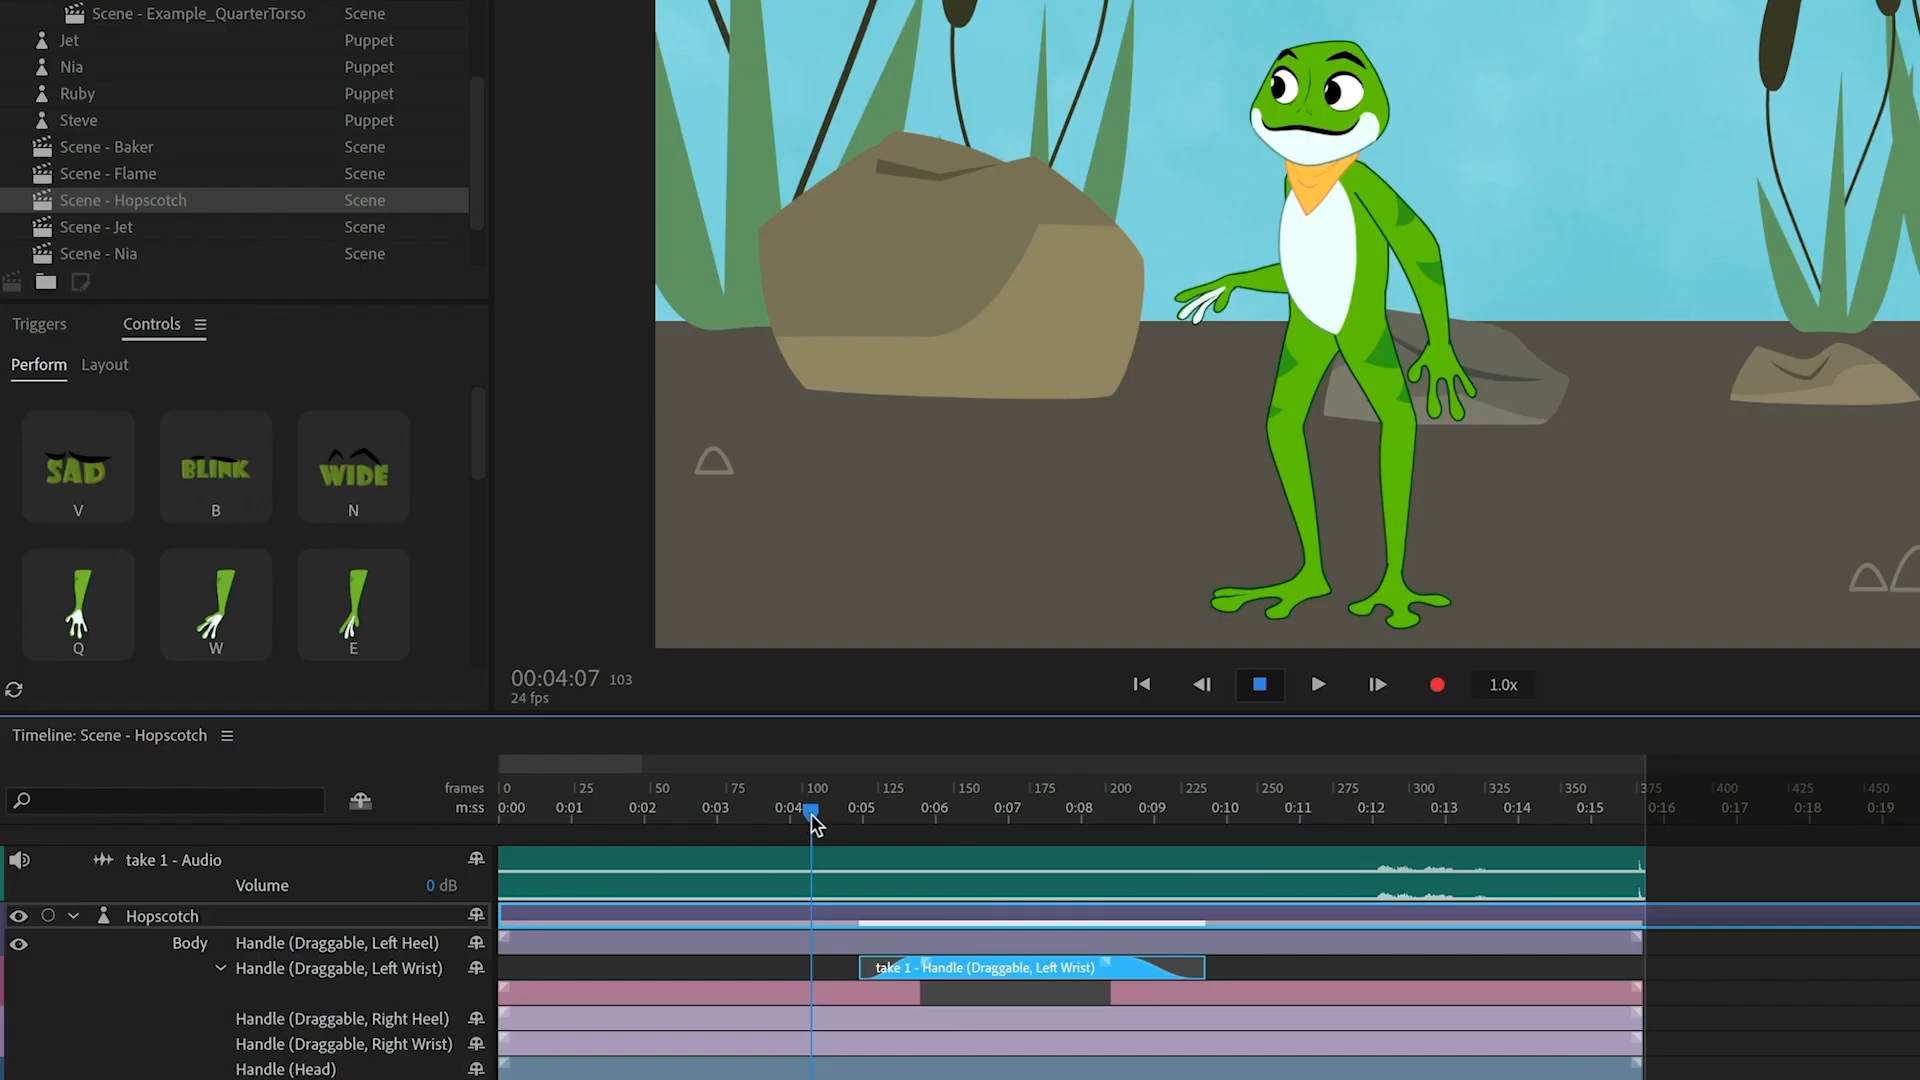 Scene - Example_QuarterTorso Scene
Jet Puppet
Nia Puppet
Ruby Puppet
Steve Puppet
Scene - Baker Scene
Scene - Flame Scene
Scene - Hopscotch Scene
Scene - Jet Scene
Scene - Nia Scene
Triggers Controls
Perform Layout
SAD BLINK WIDE
V B N
Q W E
00:04:07 103
24 fps
1.0x
Timeline: Scene - Hopscotch
frames 0 25 50 75 100 125 150 175 200 225 250 275 300 325 350 375 400 425 450
m:ss 0:00 0:01 0:02 0:03 0:04 0:05 0:06 0:07 0:08 0:09 0:10 0:11 0:12 0:13 0:14 0:15 0:16 0:17 0:18 0:19
take 1 - Audio
Volume 0 dB
Hopscotch
Body Handle (Draggable, Left Heel)
Handle (Draggable, Left Wrist) take 1 - Handle (Draggable, Left Wrist)
Handle (Draggable, Right Heel)
Handle (Draggable, Right Wrist)
Handle (Head)